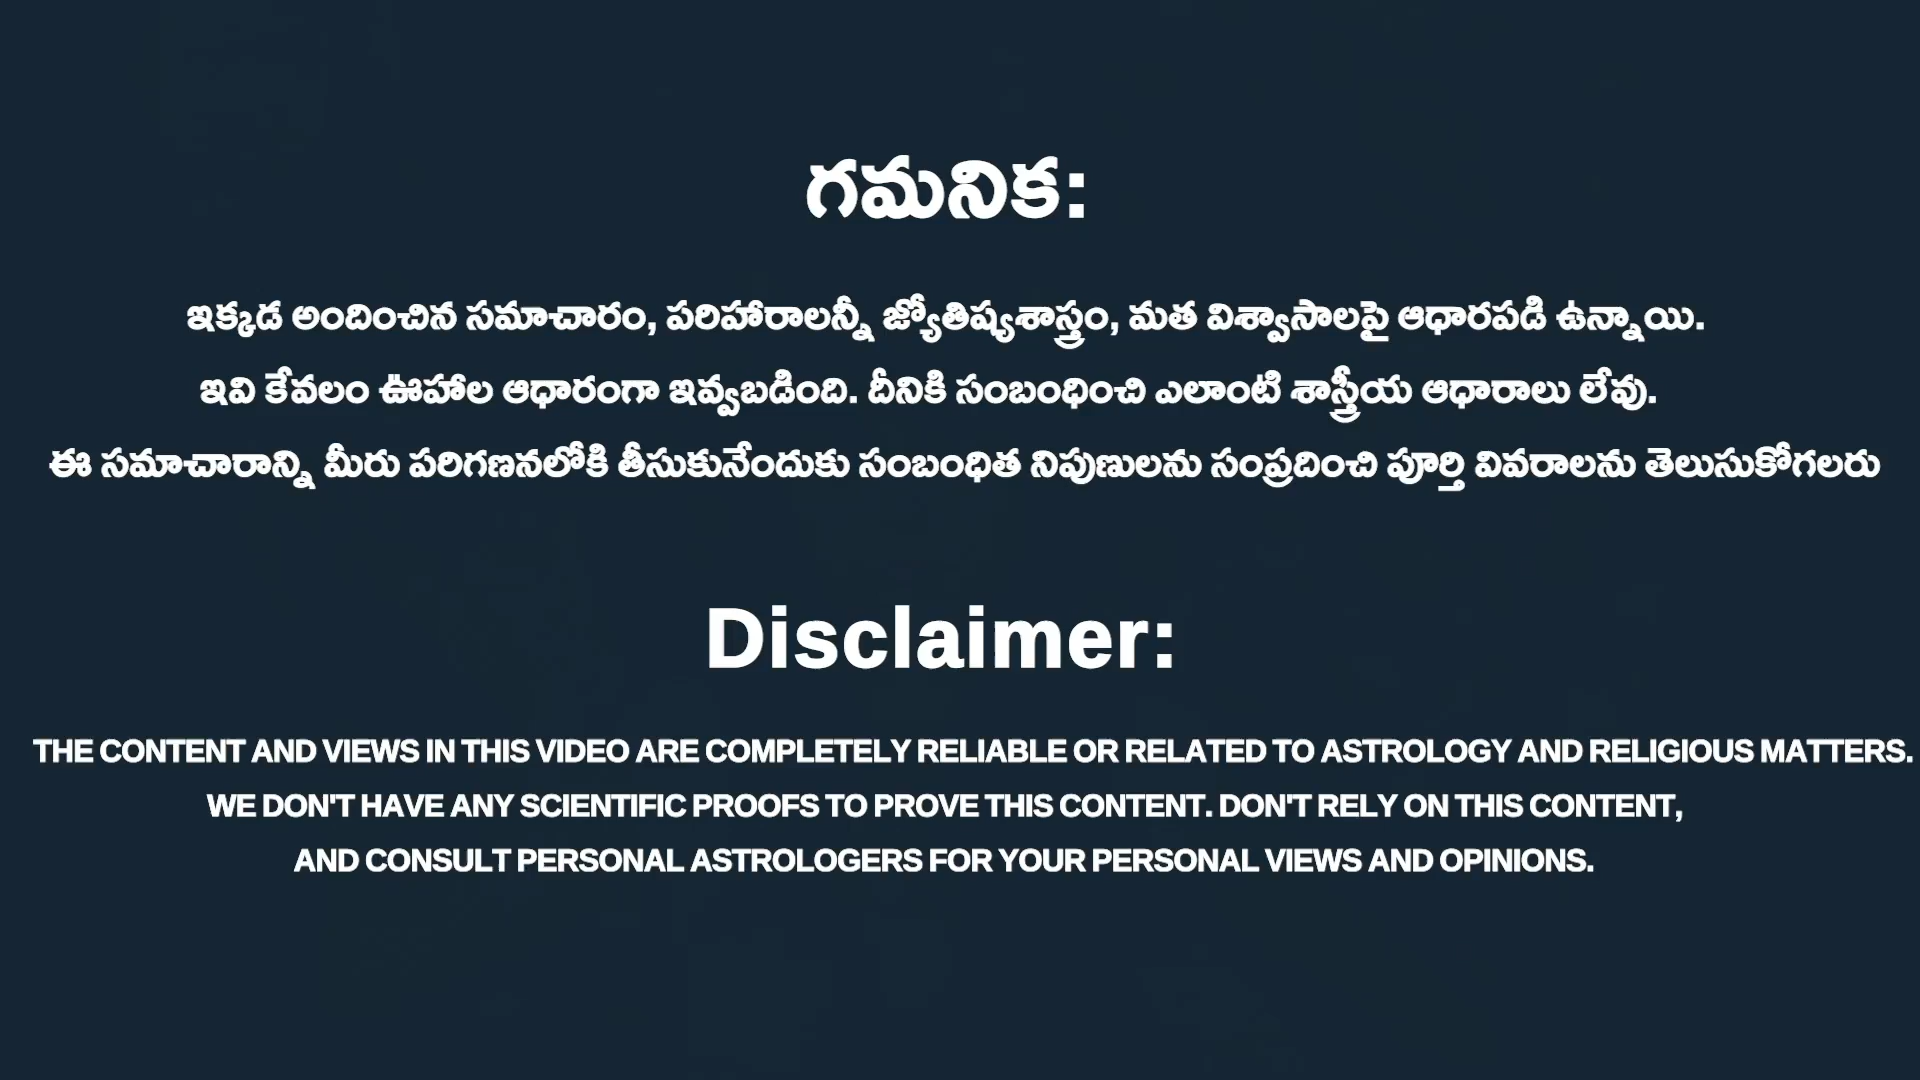 గమనిక:
ఇక్కడ అందించిన సమాచారం, పరిహారాలన్నీ జ్యోతిష్యశాస్త్రం, మత విశ్వాసాలపై ఆధారపడి ఉన్నాయి.
ఇవి కేవలం ఊహాల ఆధారంగా ఇవ్వబడింది. దీనికి సంబంధించి ఎలాంటి శాస్త్రీయ ఆధారాలు లేవు.
ఈ సమాచారాన్ని మీరు పరిగణనలోకి తీసుకునేందుకు సంబంధిత నిపుణులను సంప్రదించి పూర్తి వివరాలను తెలుసుకోగలరు
Disclaimer:
THE CONTENT AND VIEWS IN THIS VIDEO ARE COMPLETELY RELIABLE OR RELATED TO ASTROLOGY AND RELIGIOUS MATTERS.
WE DON'T HAVE ANY SCIENTIFIC PROOFS TO PROVE THIS CONTENT. DON'T RELY ON THIS CONTENT,
AND CONSULT PERSONAL ASTROLOGERS FOR YOUR PERSONAL VIEWS AND OPINIONS.